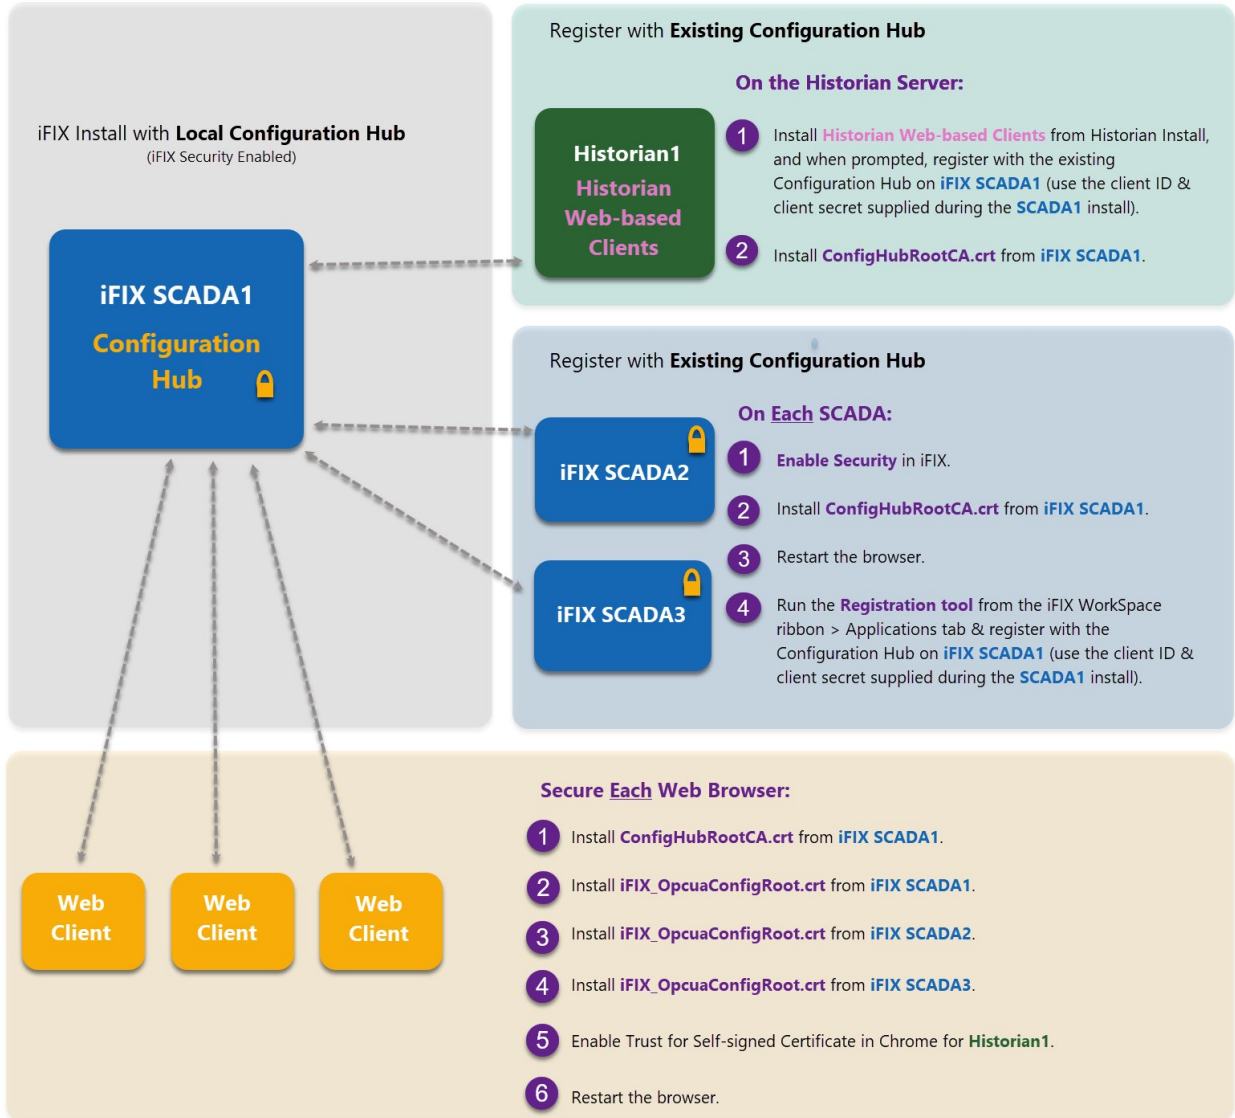 iFIX Install with Local Configuration Hub
(iFIX Security Enabled)
iFIX SCADA1
Configuration
Hub
Register with Existing Configuration Hub
Historian1
Historian
Web-based
Clients
On the Historian Server:
1 Install Historian Web-based Clients from Historian Install,
and when prompted, register with the existing
Configuration Hub on iFIX SCADA1 (use the client ID &
client secret supplied during the SCADA1 install).
2 Install ConfigHubRootCA.crt from iFIX SCADA1.
Register with Existing Configuration Hub
iFIX SCADA2
iFIX SCADA3
On Each SCADA:
1 Enable Security in iFIX.
2 Install ConfigHubRootCA.crt from iFIX SCADA1.
3 Restart the browser.
4 Run the Registration tool from the iFIX WorkSpace
ribbon > Applications tab & register with the
Configuration Hub on iFIX SCADA1 (use the client ID &
client secret supplied during the SCADA1 install).
Web
Client
Web
Client
Web
Client
Secure Each Web Browser:
1 Install ConfigHubRootCA.crt from iFIX SCADA1.
2 Install iFIX_OpcuaConfigRoot.crt from iFIX SCADA1.
3 Install iFIX_OpcuaConfigRoot.crt from iFIX SCADA2.
4 Install iFIX_OpcuaConfigRoot.crt from iFIX SCADA3.
5 Enable Trust for Self-signed Certificate in Chrome for Historian1.
6 Restart the browser.